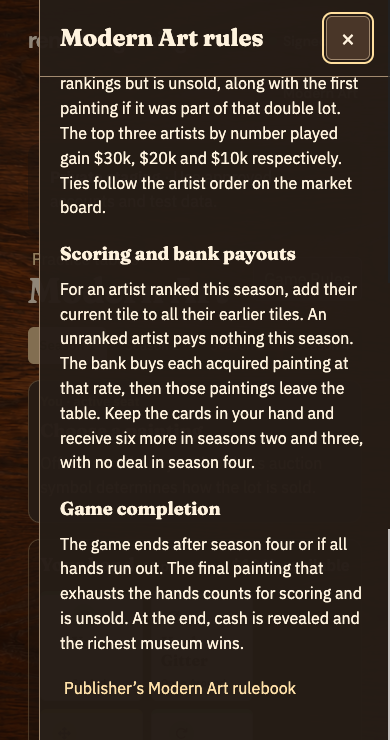 Modern Art rules
×
rankings but is unsold, along with the first
painting if it was part of that double lot.
The top three artists by number played
gain $30k, $20k and $10k respectively.
Ties follow the artist order on the market
board.
Scoring and bank payouts
For an artist ranked this season, add their
current tile to all their earlier tiles. An
unranked artist pays nothing this season.
The bank buys each acquired painting at
that rate, then those paintings leave the
table. Keep the cards in your hand and
receive six more in seasons two and three,
with no deal in season four.
Game completion
The game ends after season four or if all
hands run out. The final painting that
exhausts the hands counts for scoring and
is unsold. At the end, cash is revealed and
the richest museum wins.
Publisher’s Modern Art rulebook